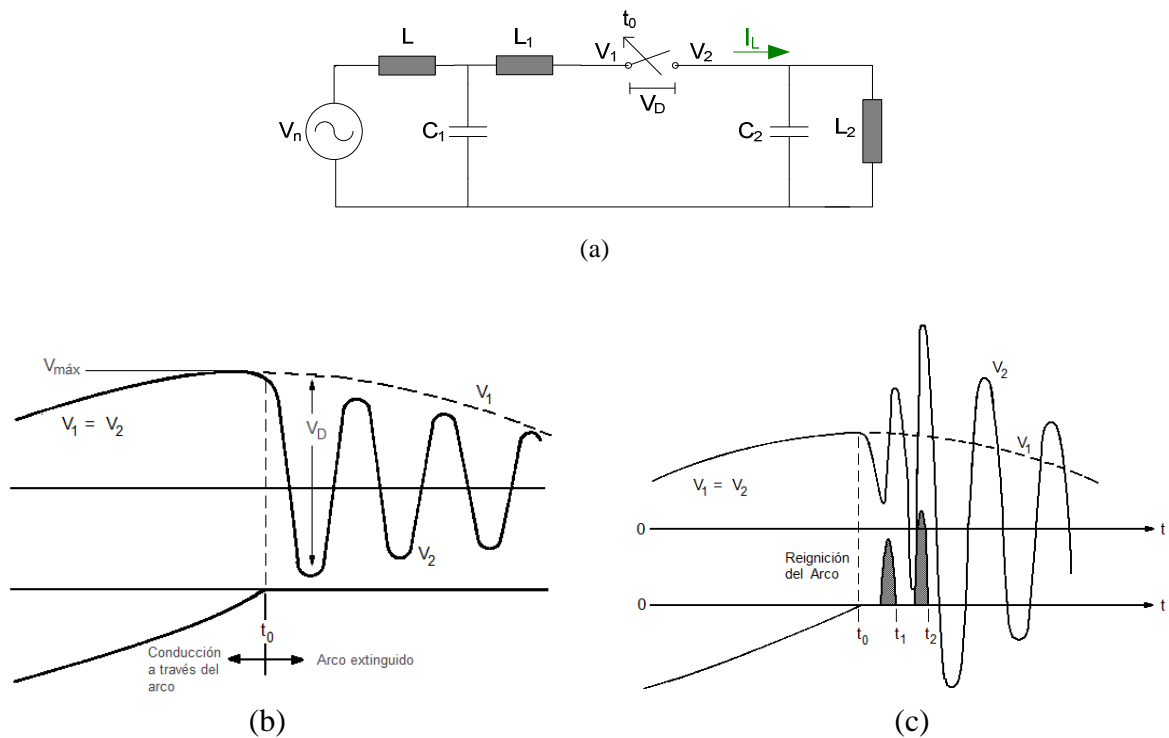 t0
L
L1
V1
V2
IL
VD
Vn
C1
C2
L2
(a)
Vmáx
V1
V1 = V2
VD
V2
t0
Conducción
a través del
arco
Arco extinguido
(b)
V2
V1
V1 = V2
0
t
Reignición
del Arco
0
t
t0
t1
t2
(c)